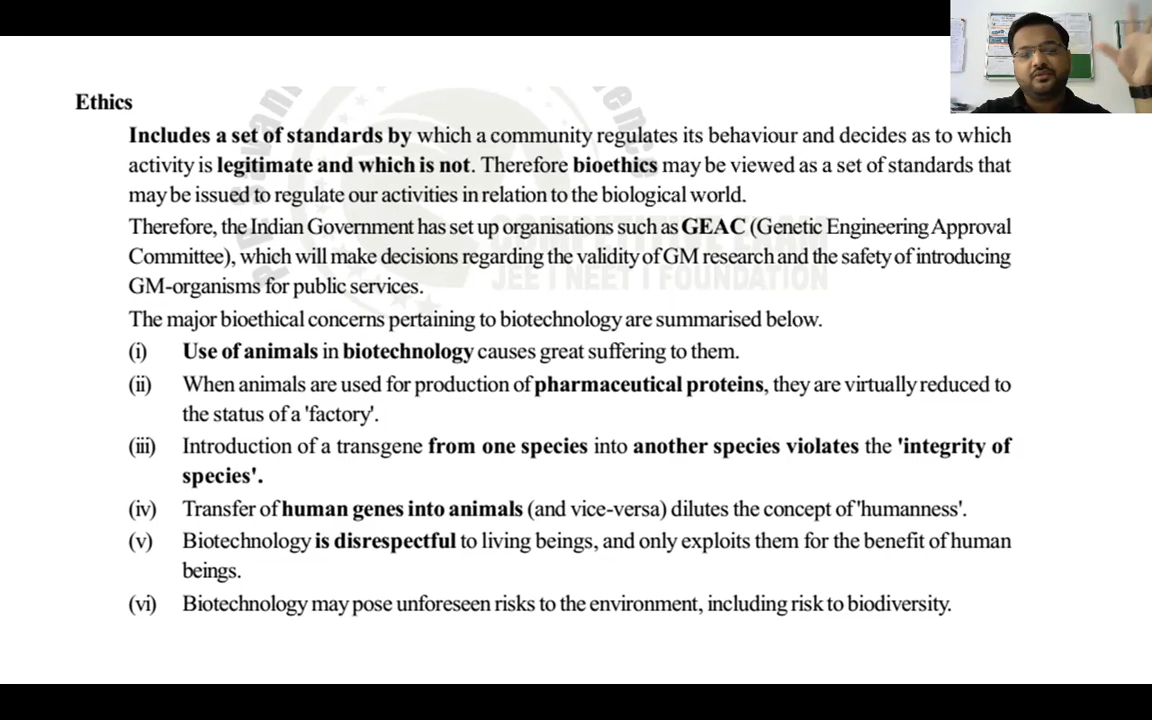 Ethics
Includes a set of standards by which a community regulates its behaviour and decides as to which
activity is legitimate and which is not. Therefore bioethics may be viewed as a set of standards that
may be issued to regulate our activities in relation to the biological world.
Therefore, the Indian Government has set up organisations such as GEAC (Genetic Engineering Approval
Committee), which will make decisions regarding the validity of GM research and the safety of introducing
GM-organisms for public services.
COMPETITIVE EXAM
JEE | NEET | FOUNDATION
The major bioethical concerns pertaining to biotechnology are summarised below.
(i) Use of animals in biotechnology causes great suffering to them.
(ii) When animals are used for production of pharmaceutical proteins, they are virtually reduced to
the status of a 'factory'.
(iii) Introduction of a transgene from one species into another species violates the 'integrity of
species'.
(iv) Transfer of human genes into animals (and vice-versa) dilutes the concept of 'humanness'.
(v) Biotechnology is disrespectful to living beings, and only exploits them for the benefit of human
beings.
(vi) Biotechnology may pose unforeseen risks to the environment, including risk to biodiversity.